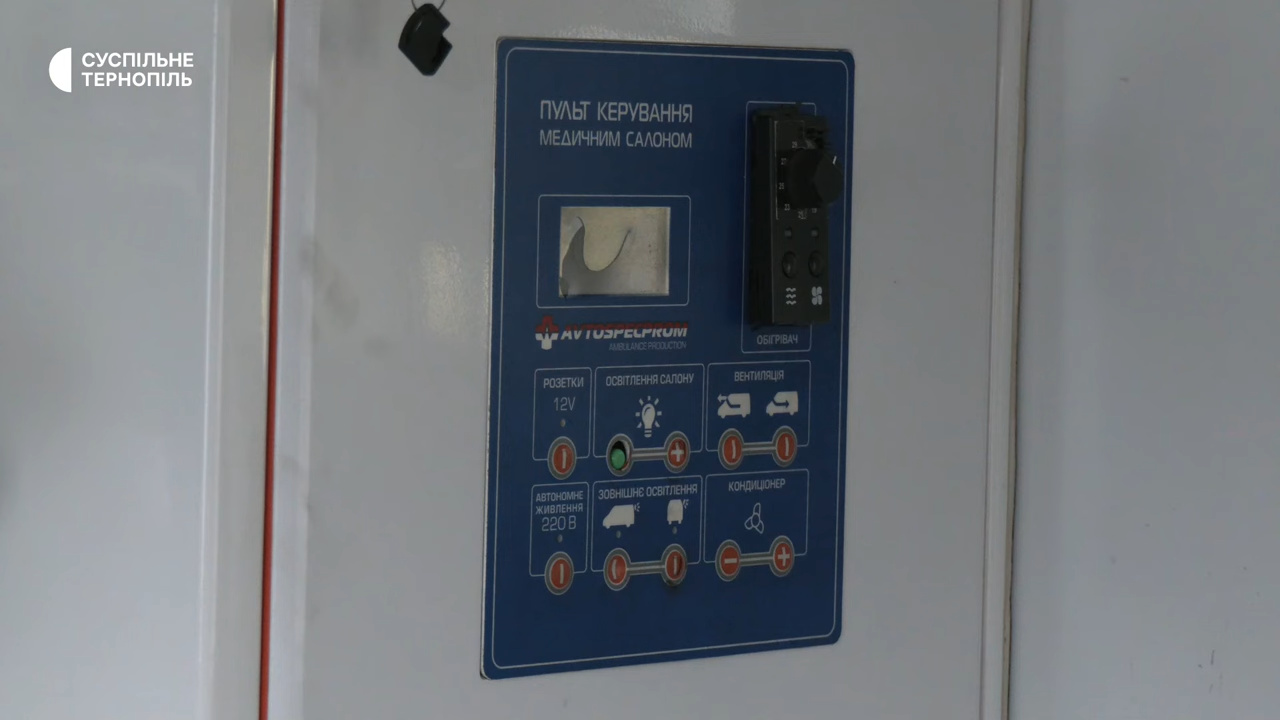 СУСПІЛЬНЕ
ТЕРНОПІЛЬ
ПУЛЬТ КЕРУВАННЯ
МЕДИЧНИМ САЛОНОМ
AVTOSPECPROM
AMBULANCE PRODUCTION
ОБІГРІВАЧ
РОЗЕТКИ
12V
ОСВІТЛЕННЯ САЛОНУ
ВЕНТИЛЯЦІЯ
АВТОНОМНЕ
ЖИВЛЕННЯ
220 В
ЗОВНІШНЄ ОСВІТЛЕННЯ
КОНДИЦІОНЕР